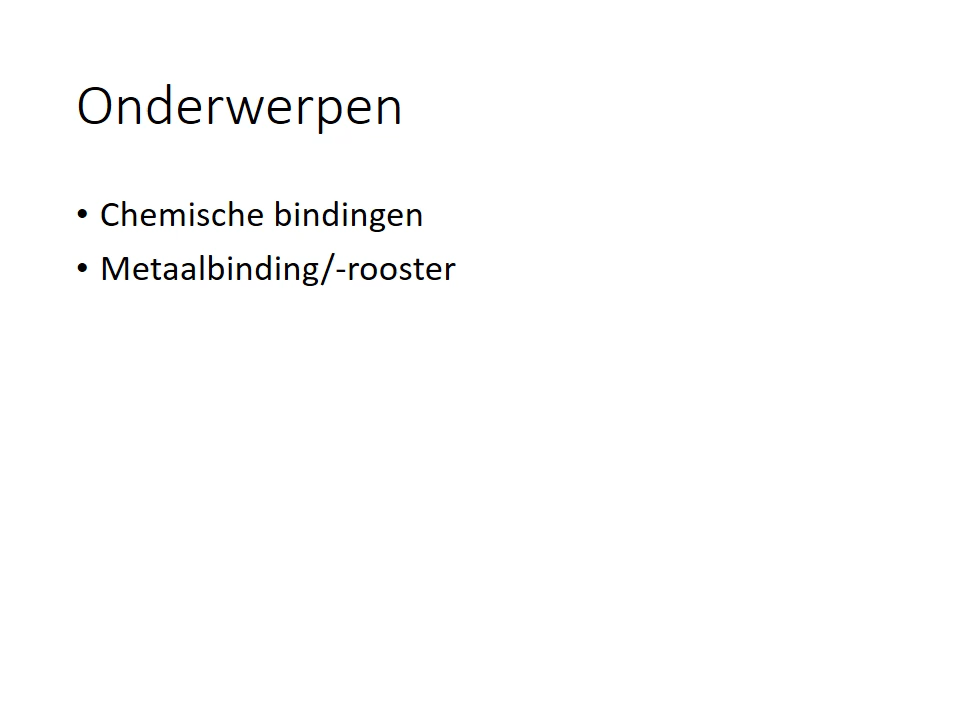 Onderwerpen
• Chemische bindingen
• Metaalbinding/-rooster